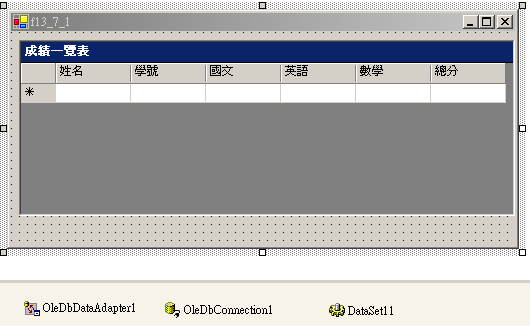 f13_7_1
成績一覽表
姓名 學號 國文 英語 數學 總分
*
OleDbDataAdapter1 OleDbConnection1 DataSet11